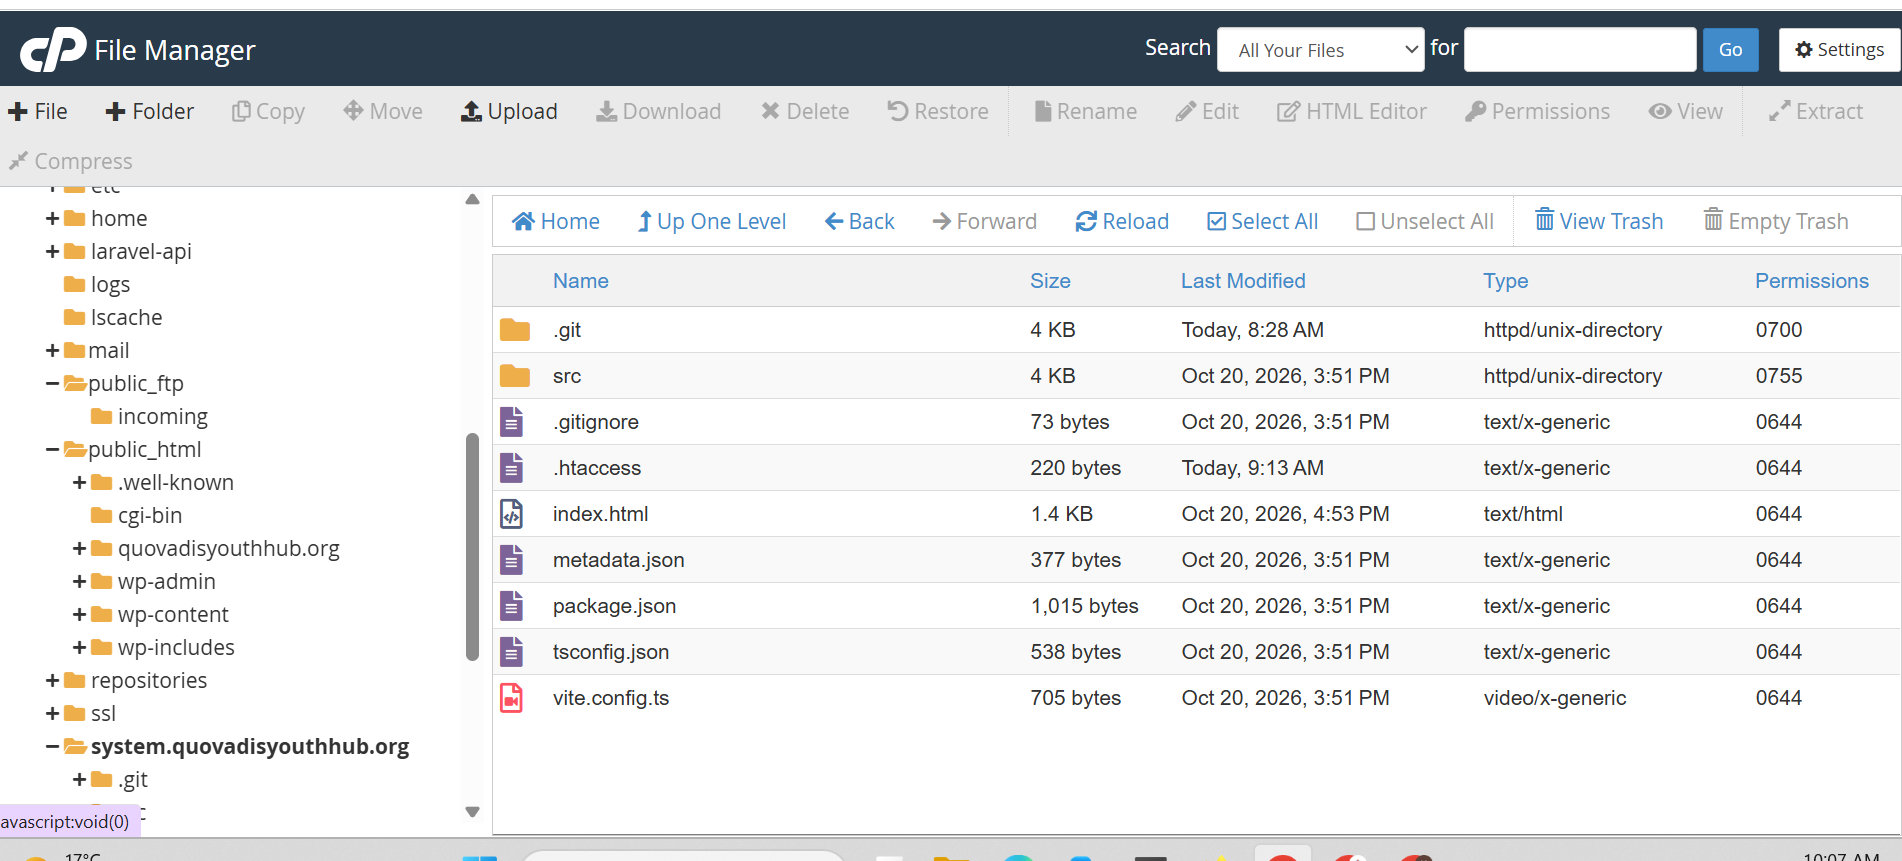 cP File Manager
Search All Your Files for Go Settings
File Folder Copy Move Upload Download Delete Restore Rename Edit HTML Editor Permissions View Extract
Compress
etc
home
laravel-api
logs
lscache
mail
public_ftp
incoming
public_html
.well-known
cgi-bin
quovadisyouthhub.org
wp-admin
wp-content
wp-includes
repositories
ssl
system.quovadisyouthhub.org
.git
avascript:void(0)
Home Up One Level Back Forward Reload Select All Unselect All View Trash Empty Trash
Name Size Last Modified Type Permissions
.git 4 KB Today, 8:28 AM httpd/unix-directory 0700
src 4 KB Oct 20, 2026, 3:51 PM httpd/unix-directory 0755
.gitignore 73 bytes Oct 20, 2026, 3:51 PM text/x-generic 0644
.htaccess 220 bytes Today, 9:13 AM text/x-generic 0644
index.html 1.4 KB Oct 20, 2026, 4:53 PM text/html 0644
metadata.json 377 bytes Oct 20, 2026, 3:51 PM text/x-generic 0644
package.json 1,015 bytes Oct 20, 2026, 3:51 PM text/x-generic 0644
tsconfig.json 538 bytes Oct 20, 2026, 3:51 PM text/x-generic 0644
vite.config.ts 705 bytes Oct 20, 2026, 3:51 PM video/x-generic 0644
17°C 10:07 AM